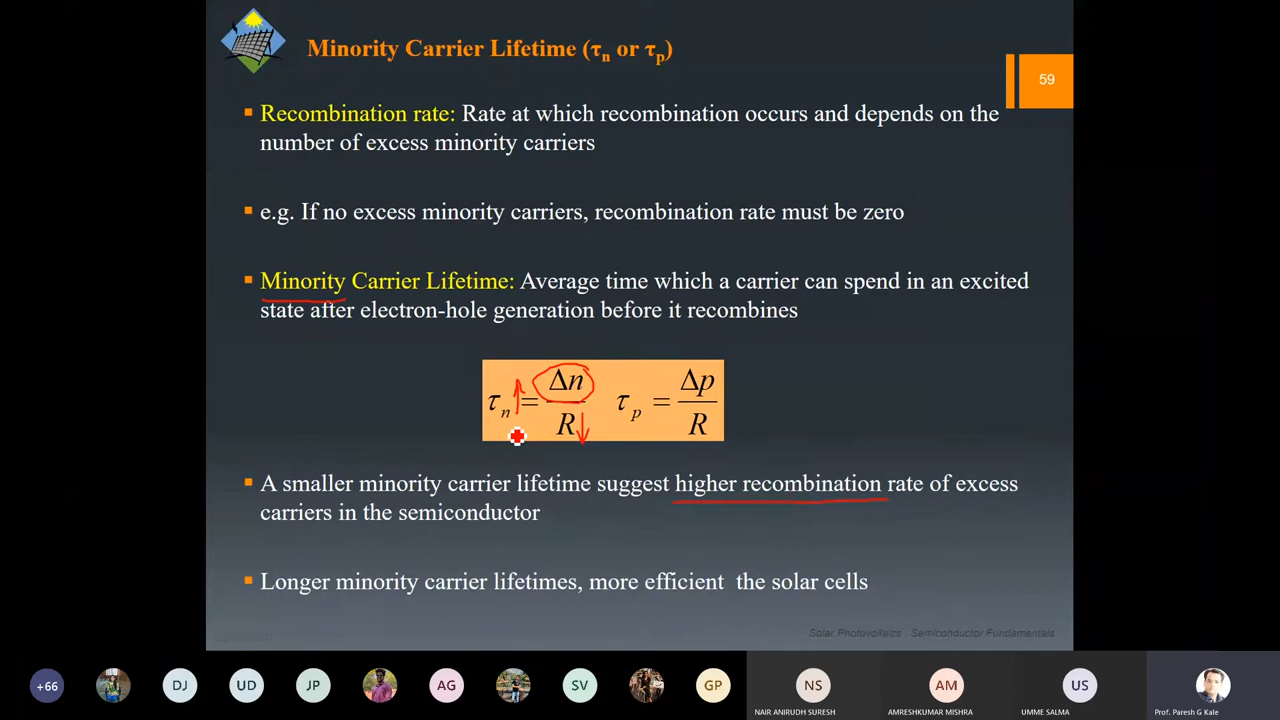 Minority Carrier Lifetime (τn or τp)
59
Recombination rate: Rate at which recombination occurs and depends on the
number of excess minority carriers
e.g. If no excess minority carriers, recombination rate must be zero
Minority Carrier Lifetime: Average time which a carrier can spend in an excited
state after electron-hole generation before it recombines
τn = Δn/R τp = Δp/R
A smaller minority carrier lifetime suggest higher recombination rate of excess
carriers in the semiconductor
Longer minority carrier lifetimes, more efficient the solar cells
Solar Photovoltaics : Semiconductor Fundamentals
+66 DJ UD JP AG SV GP NS AM US
NAIR ANIRUDH SURESH AMRESHKUMAR MISHRA UMME SALMA Prof. Paresh G Kale